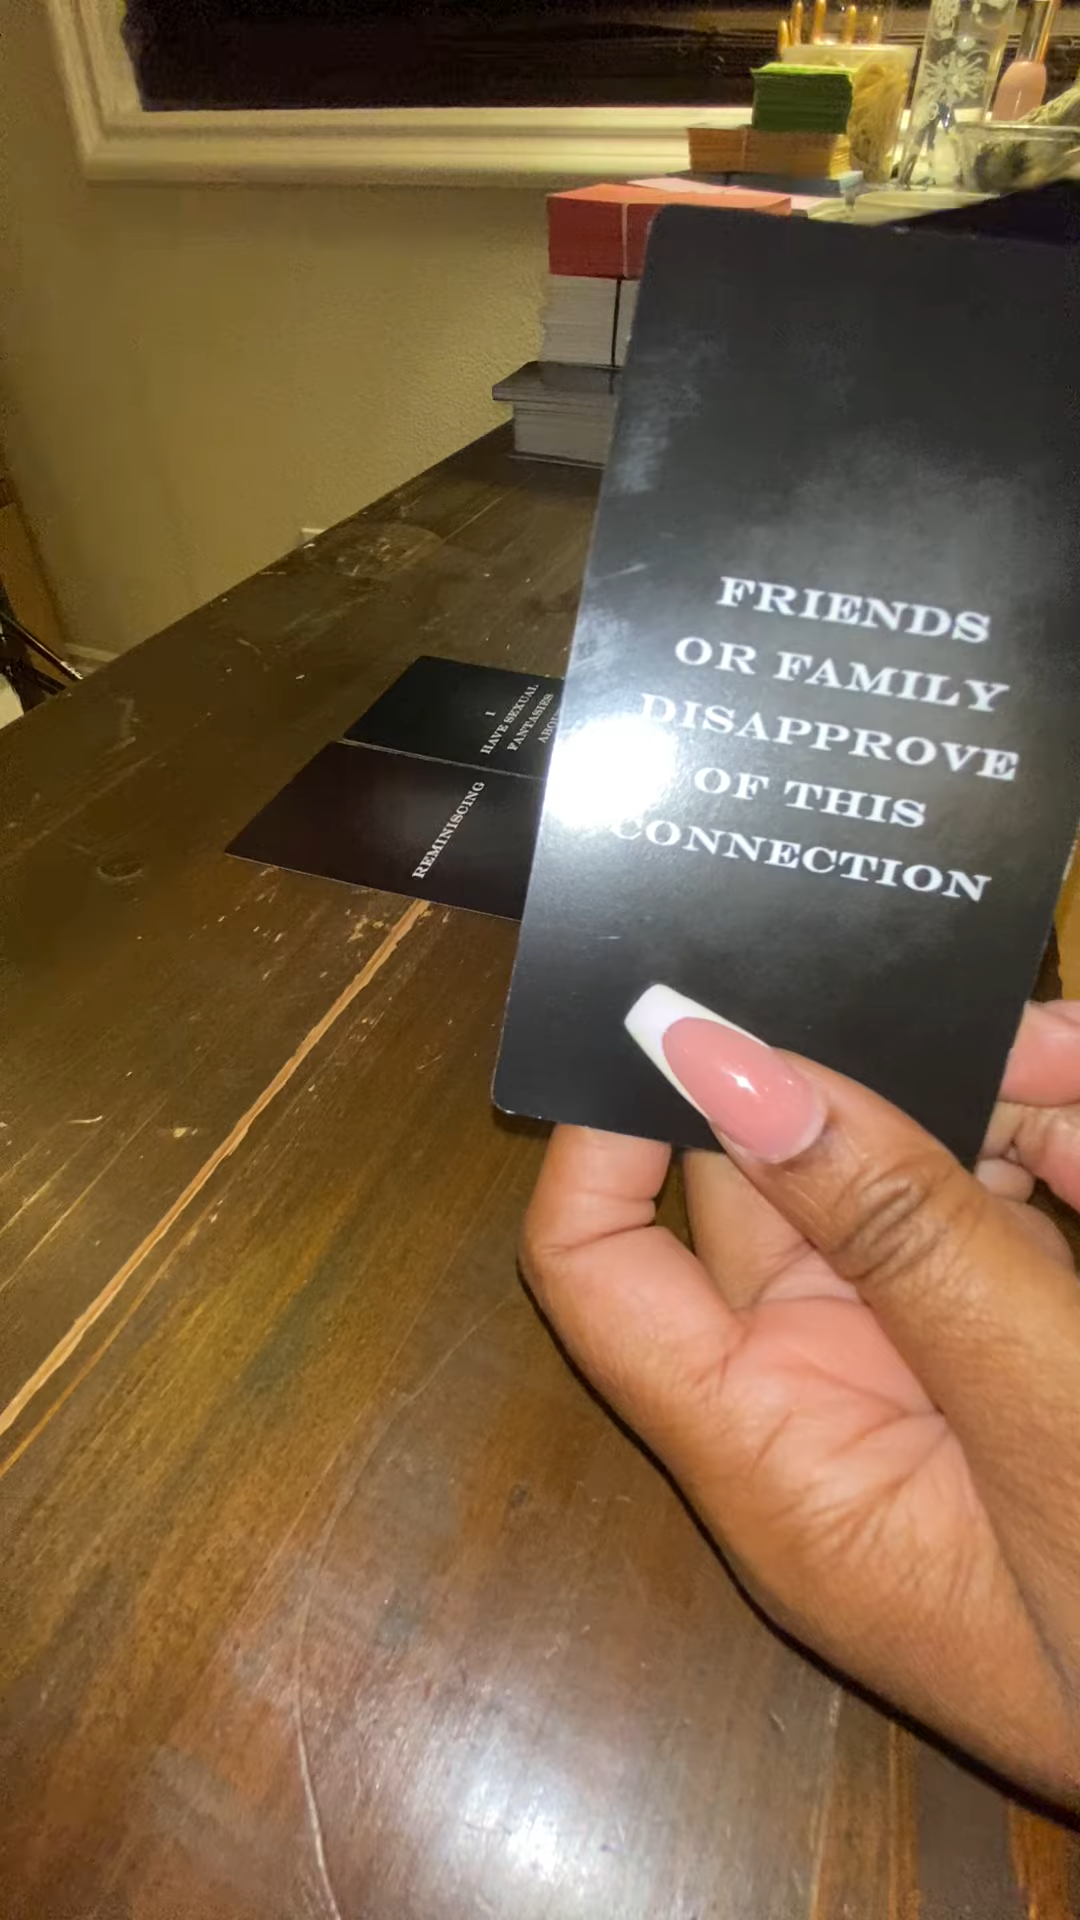 FRIENDS
OR FAMILY
DISAPPROVE
OF THIS
CONNECTION
I
HAVE SEXUAL
FANTASIES
REMINISCING